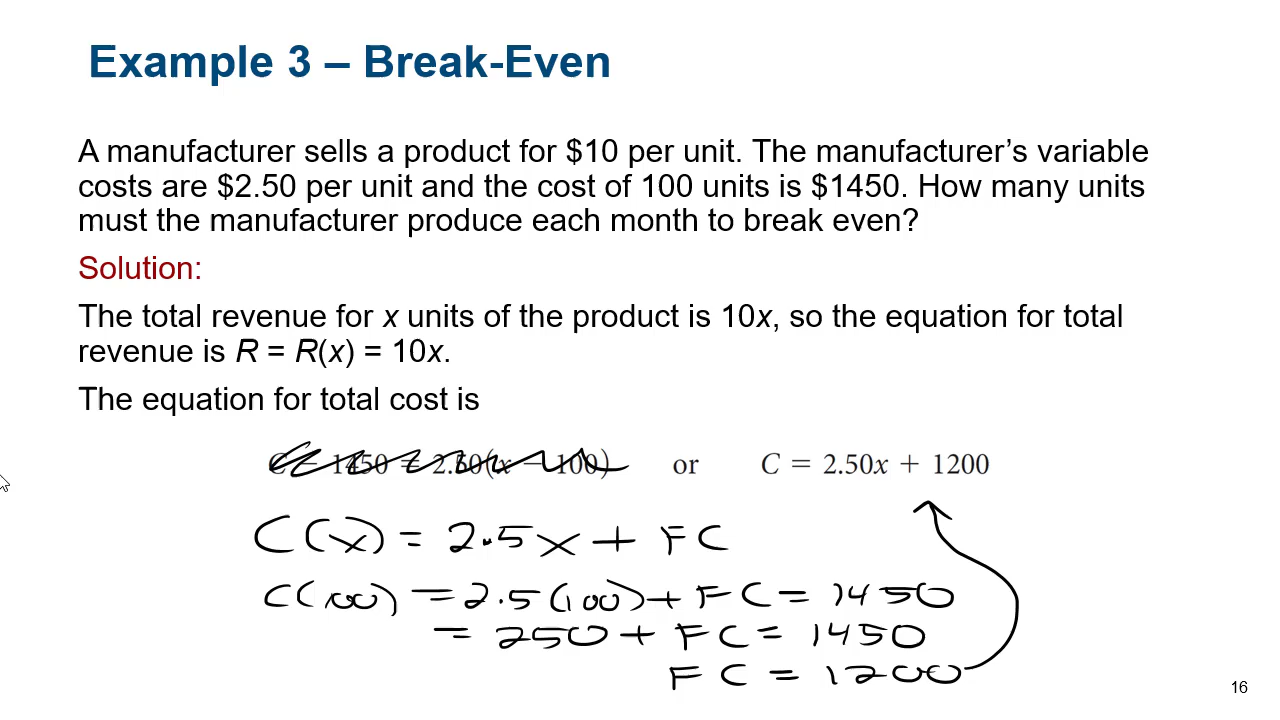 Example 3 – Break-Even
A manufacturer sells a product for $10 per unit. The manufacturer’s variable
costs are $2.50 per unit and the cost of 100 units is $1450. How many units
must the manufacturer produce each month to break even?
Solution:
The total revenue for x units of the product is 10x, so the equation for total
revenue is R = R(x) = 10x.
The equation for total cost is
C − 1450 = 2.50(x − 100) or C = 2.50x + 1200
C(x) = 2.5x + FC
C(100) = 2.5(100) + FC = 1450
= 250 + FC = 1450
FC = 1200
16